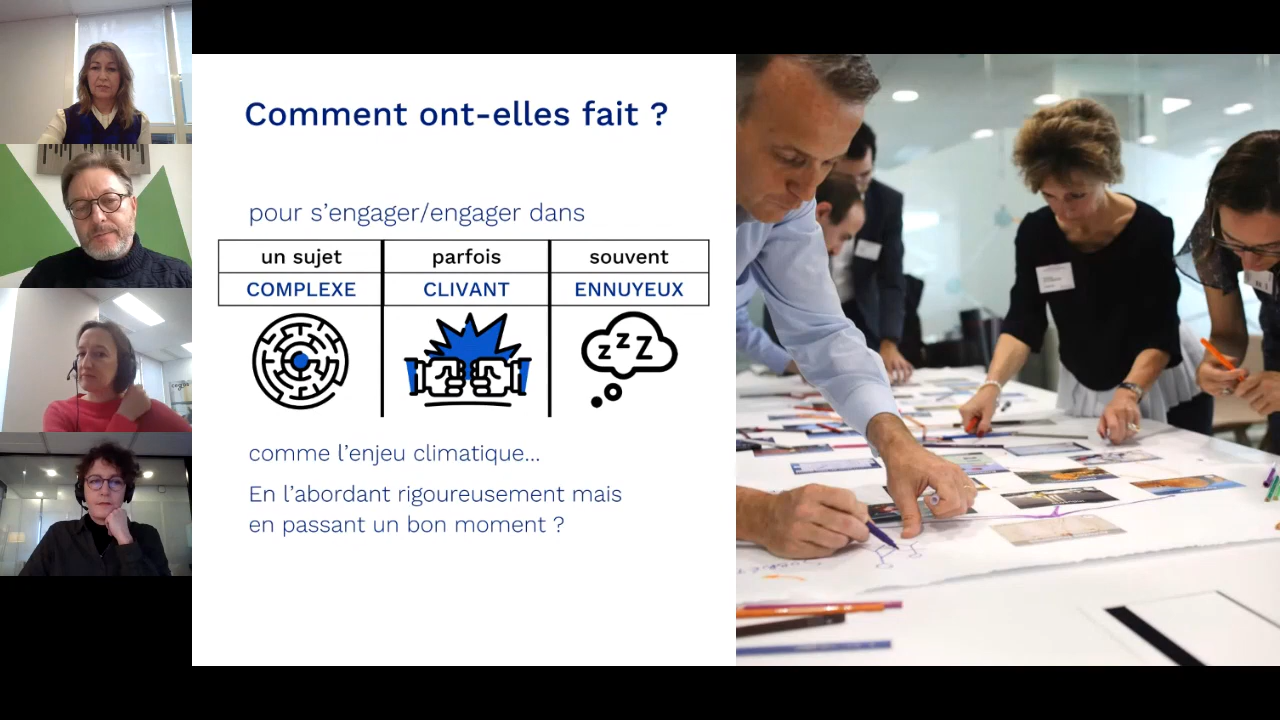 Comment ont-elles fait ?
pour s'engager/engager dans
un sujet parfois souvent
COMPLEXE CLIVANT ENNUYEUX
z z Z
comme l'enjeu climatique...
En l'abordant rigoureusement mais
en passant un bon moment ?